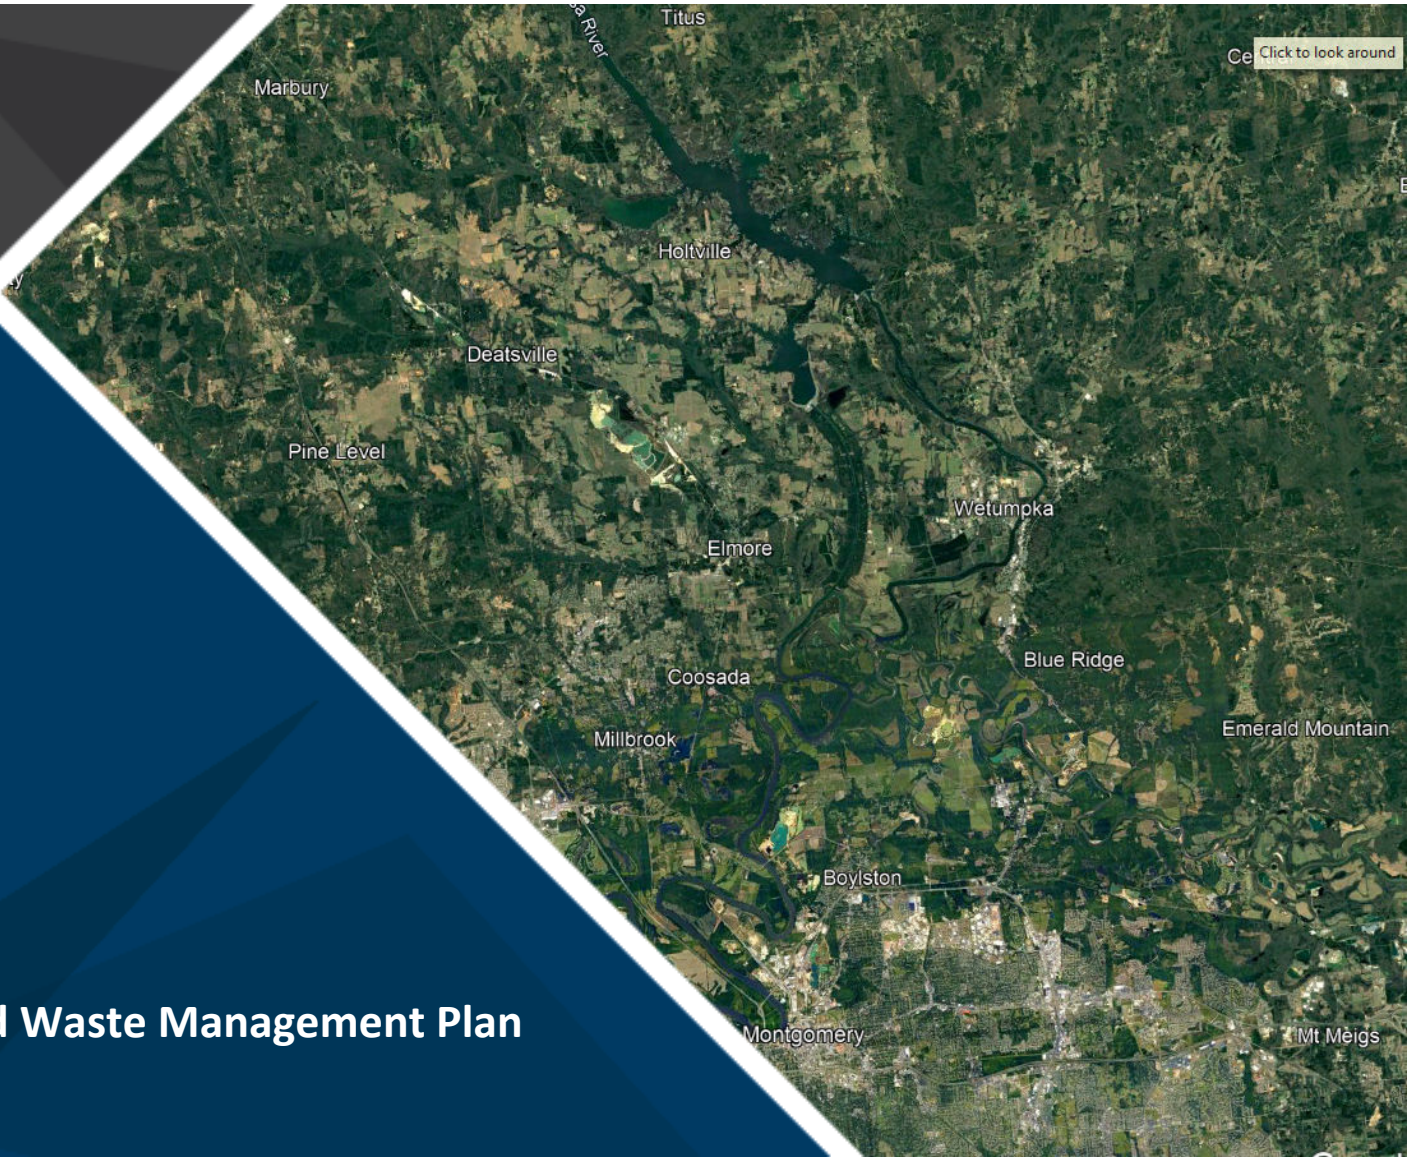 Titus
River
Click to look around
Marbury
Holtville
Deatsville
Pine Level
Wetumpka
Elmore
Blue Ridge
Coosada
Emerald Mountain
Millbrook
Boylston
Waste Management Plan
Montgomery
Mt Meigs